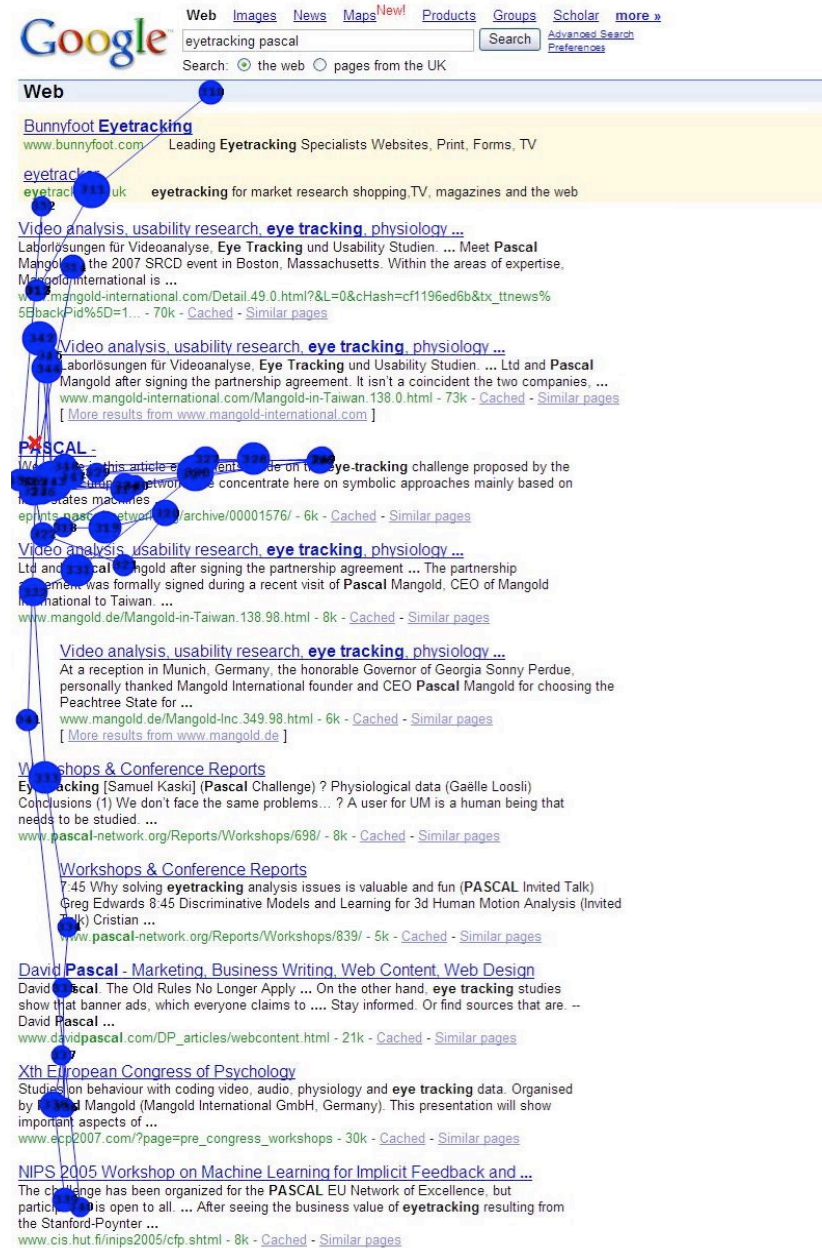 Web Images News Maps New! Products Groups Scholar more »
Google™ eyetracking pascal Search Advanced Search
Preferences
Search: the web pages from the UK
Web
310
Bunnyfoot Eyetracking
www.bunnyfoot.com Leading Eyetracking Specialists Websites, Print, Forms, TV
eyetracker
uk eyetracking for market research shopping,TV, magazines and the web
Video analysis, usability research, eye tracking, physiology ...
Laborlösungen für Videoanalyse, Eye Tracking und Usability Studien. ... Meet Pascal
the 2007 SRCD event in Boston, Massachusetts. Within the areas of expertise,
Mangold International is ...
www.mangold-international.com/Detail.49.0.html?&L=0&cHash=cf1196ed6b&tx_ttnews%
5BbackPid%5D=1... - 70k - Cached - Similar pages
342
Video analysis, usability research, eye tracking, physiology ...
344
Laborlösungen für Videoanalyse, Eye Tracking und Usability Studien. ... Ltd and Pascal
Mangold after signing the partnership agreement. It isn't a coincident the two companies, ...
www.mangold-international.com/Mangold-in-Taiwan.138.0.html - 73k - Cached - Similar pages
[ More results from www.mangold-international.com ]
PASCAL -
in this article on the eye-tracking challenge proposed by the
concentrate here on symbolic approaches mainly based on
states machines
eprints.pascal-network.org/archive/00001576/ - 6k - Cached - Similar pages
Video analysis, usability research, eye tracking, physiology ...
Ltd and Pascal Mangold after signing the partnership agreement ... The partnership
agreement was formally signed during a recent visit of Pascal Mangold, CEO of Mangold
International to Taiwan. ...
www.mangold.de/Mangold-in-Taiwan.138.98.html - 8k - Cached - Similar pages
Video analysis, usability research, eye tracking, physiology ...
At a reception in Munich, Germany, the honorable Governor of Georgia Sonny Perdue,
personally thanked Mangold International founder and CEO Pascal Mangold for choosing the
Peachtree State for ...
www.mangold.de/Mangold-Inc.349.98.html - 6k - Cached - Similar pages
[ More results from www.mangold.de ]
Workshops & Conference Reports
333
Eyetracking [Samuel Kaski] (Pascal Challenge) ? Physiological data (Gaëlle Loosli)
Conclusions (1) We don't face the same problems... ? A user for UM is a human being that
needs to be studied. ...
www.pascal-network.org/Reports/Workshops/698/ - 8k - Cached - Similar pages
Workshops & Conference Reports
7:45 Why solving eyetracking analysis issues is valuable and fun (PASCAL Invited Talk)
Greg Edwards 8:45 Discriminative Models and Learning for 3d Human Motion Analysis (Invited
Talk) Cristian ...
www.pascal-network.org/Reports/Workshops/839/ - 5k - Cached - Similar pages
David Pascal - Marketing, Business Writing, Web Content, Web Design
David Pascal. The Old Rules No Longer Apply ... On the other hand, eye tracking studies
show that banner ads, which everyone claims to .... Stay informed. Or find sources that are. --
David Pascal ...
www.davidpascal.com/DP_articles/webcontent.html - 21k - Cached - Similar pages
Xth European Congress of Psychology
Studies on behaviour with coding video, audio, physiology and eye tracking data. Organised
by Mangold (Mangold International GmbH, Germany). This presentation will show
important aspects of ...
www.ecp2007.com/?page=pre_congress_workshops - 30k - Cached - Similar pages
NIPS 2005 Workshop on Machine Learning for Implicit Feedback and ...
The challenge has been organized for the PASCAL EU Network of Excellence, but
is open to all. ... After seeing the business value of eyetracking resulting from
the Stanford-Poynter ...
www.cis.hut.fi/inips2005/cfp.shtml - 8k - Cached - Similar pages